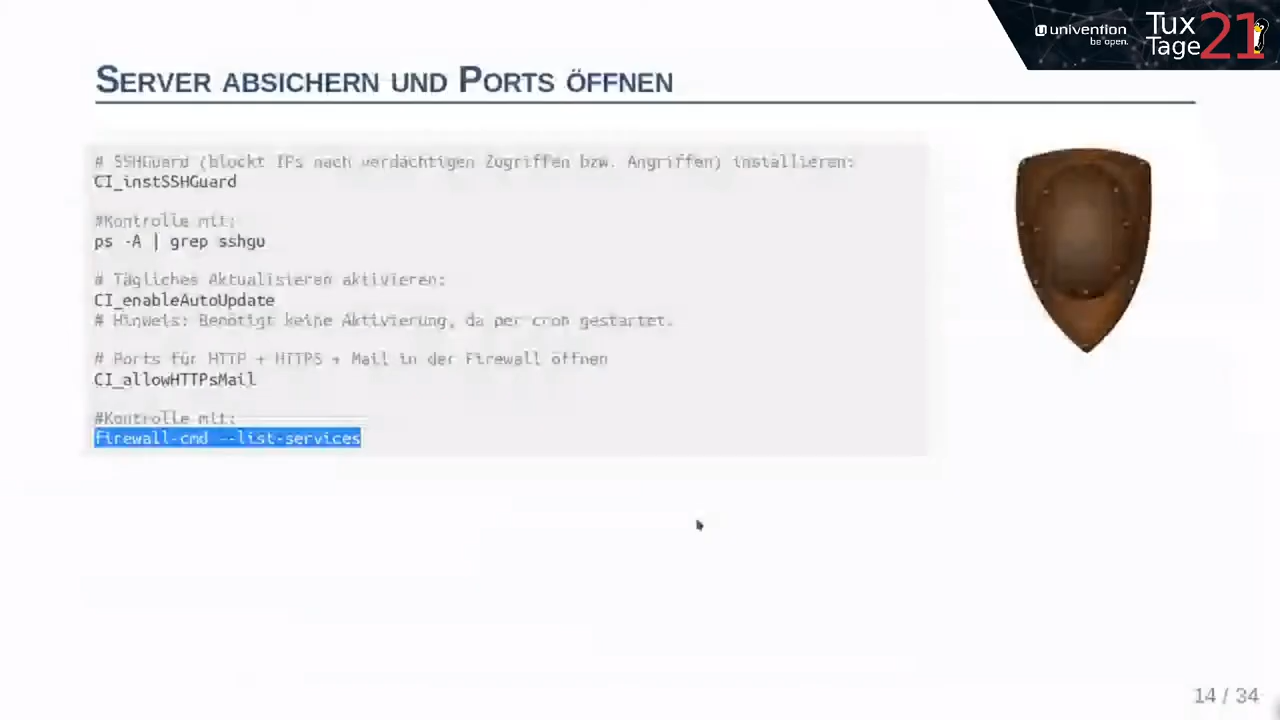 univention
be open.
Tux
Tage 21
SERVER ABSICHERN UND PORTS ÖFFNEN
# SSHGuard (blockt IPs nach verdächtigen Zugriffen bzw. Angriffen) installieren:
CI_instSSHGuard
#Kontrolle mit:
ps -A | grep sshgu
# Tägliches Aktualisieren aktivieren:
CI_enableAutoUpdate
# Hinweis: Benötigt keine Aktivierung, da per cron gestartet.
# Ports für HTTP + HTTPS + Mail in der Firewall öffnen
CI_allowHTTPsMail
#Kontrolle mit:
firewall-cmd --list-services
14 / 34